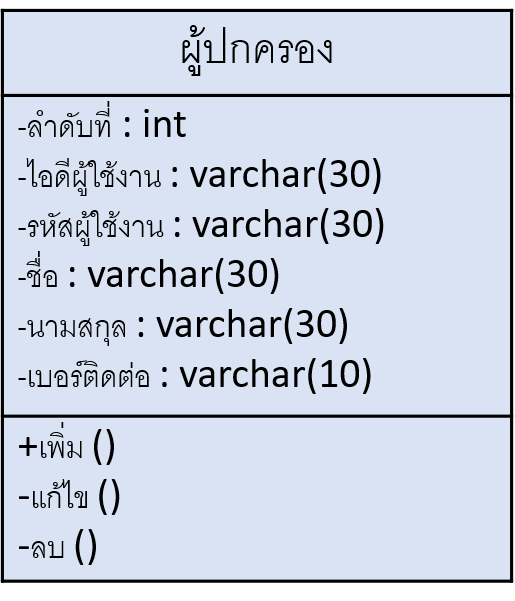 ผู้ปกครอง
-ลำดับที่ : int
-ไอดีผู้ใช้งาน : varchar(30)
-รหัสผู้ใช้งาน : varchar(30)
-ชื่อ : varchar(30)
-นามสกุล : varchar(30)
-เบอร์ติดต่อ : varchar(10)
+เพิ่ม ()
-แก้ไข ()
-ลบ ()